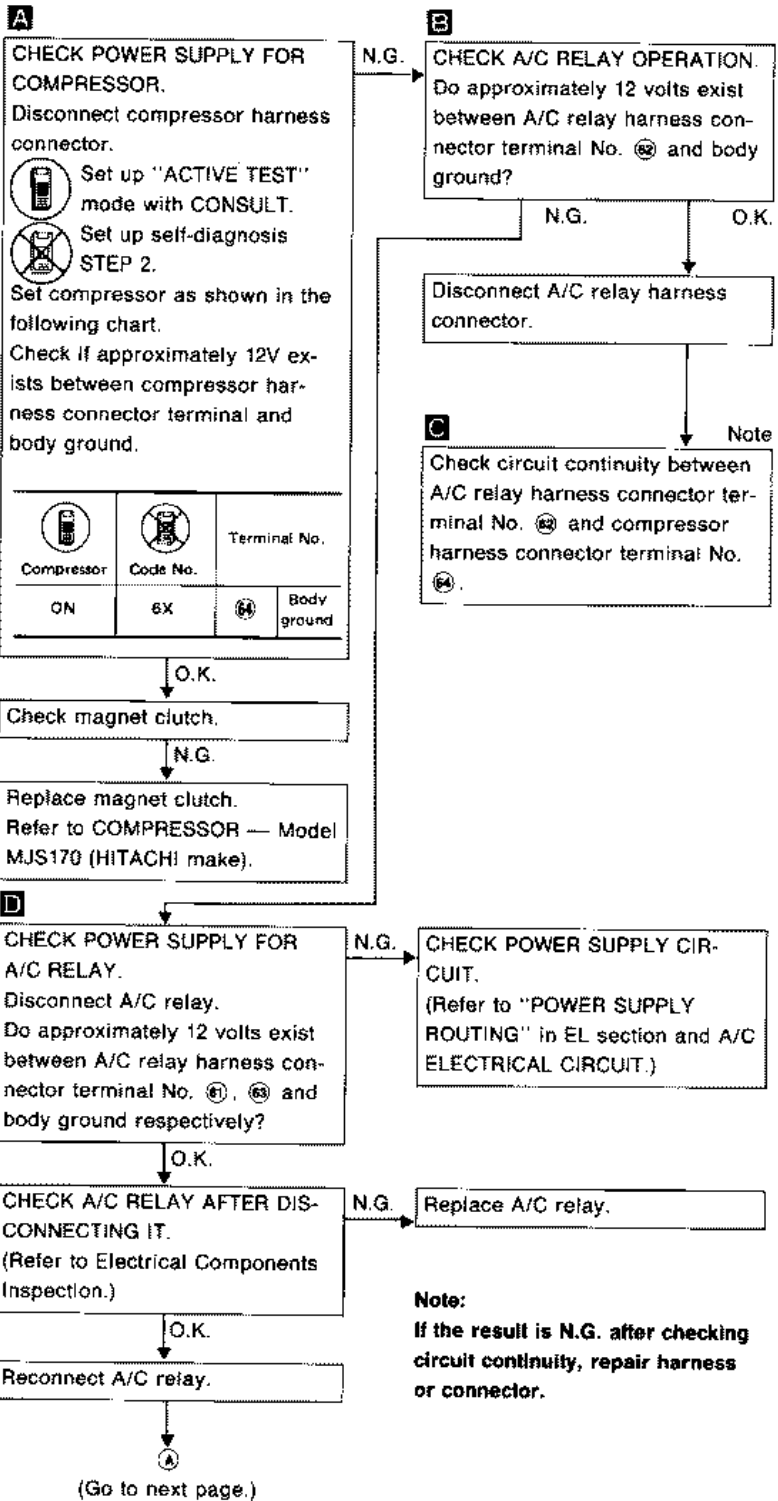 A
CHECK POWER SUPPLY FOR
COMPRESSOR.
Disconnect compressor harness
connector.
Set up "ACTIVE TEST"
mode with CONSULT.
Set up self-diagnosis
STEP 2.
Set compressor as shown in the
following chart.
Check if approximately 12V ex-
ists between compressor har-
ness connector terminal and
body ground.
Compressor
Code No.
Terminal No.
ON
6X
64
Body
ground
O.K.
Check magnet clutch.
N.G.
Replace magnet clutch.
Refer to COMPRESSOR — Model
MJS170 (HITACHI make).
N.G.
B
CHECK A/C RELAY OPERATION.
Do approximately 12 volts exist
between A/C relay harness con-
nector terminal No. 62 and body
ground?
N.G.
O.K.
Disconnect A/C relay harness
connector.
C
Note
Check circuit continuity between
A/C relay harness connector ter-
minal No. 62 and compressor
harness connector terminal No.
64.
D
CHECK POWER SUPPLY FOR
A/C RELAY.
Disconnect A/C relay.
Do approximately 12 volts exist
between A/C relay harness con-
nector terminal No. 61, 63 and
body ground respectively?
N.G.
CHECK POWER SUPPLY CIR-
CUIT.
(Refer to "POWER SUPPLY
ROUTING" in EL section and A/C
ELECTRICAL CIRCUIT.)
O.K.
CHECK A/C RELAY AFTER DIS-
CONNECTING IT.
(Refer to Electrical Components
Inspection.)
N.G.
Replace A/C relay.
O.K.
Reconnect A/C relay.
A
(Go to next page.)
Note:
If the result is N.G. after checking
circuit continuity, repair harness
or connector.